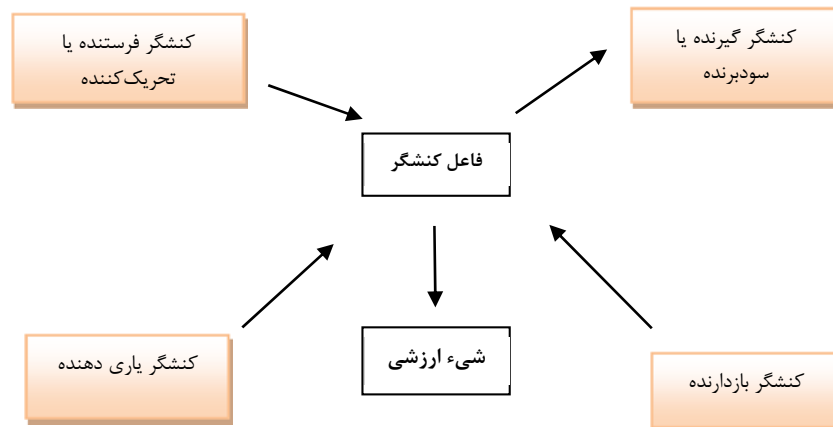 کنشگر گیرنده یا
سودبرنده
کنشگر فرستنده یا
تحریک‌کننده
فاعل کنشگر
شیء ارزشی
کنشگر بازدارنده
کنشگر یاری دهنده